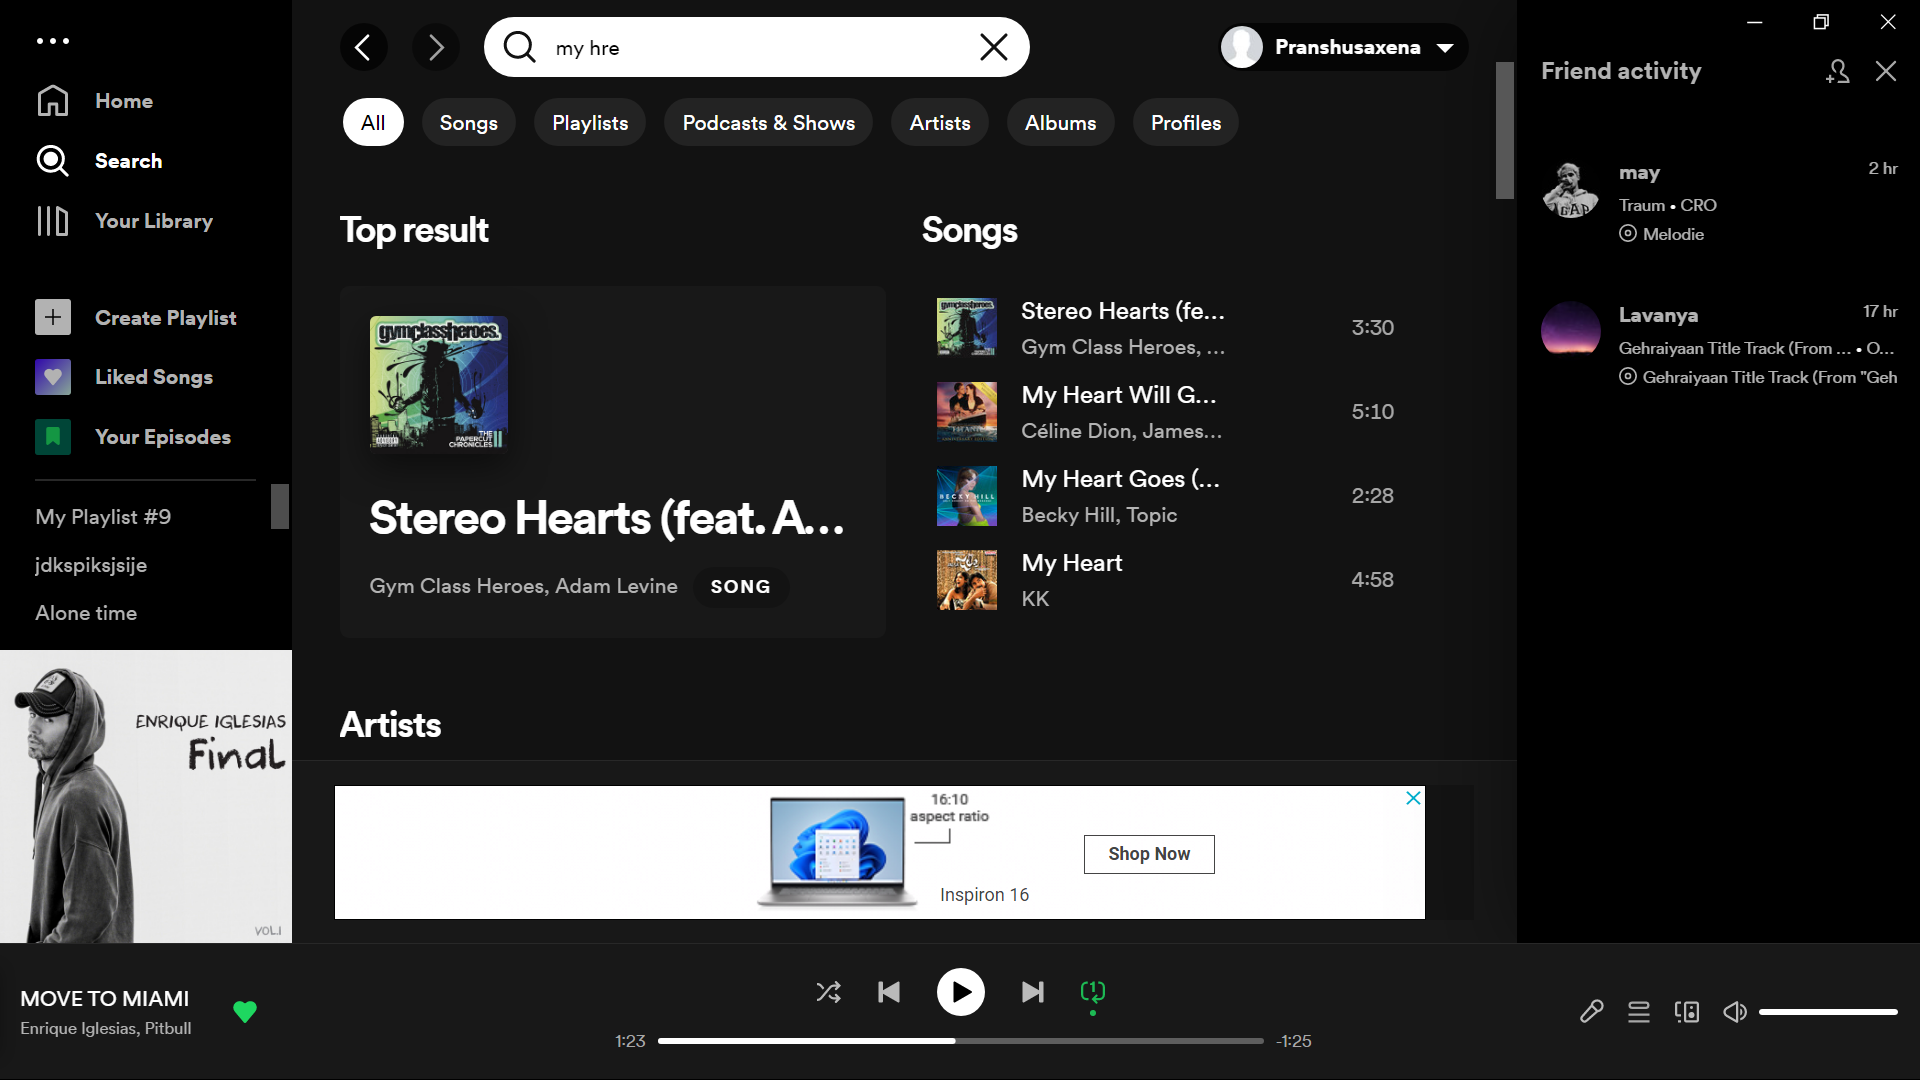 Home
Search
Your Library
Create Playlist
Liked Songs
Your Episodes
My Playlist #9
jdkspiksjsije
Alone time
ENRIQUE IGLESIAS
Final
VOL.1
my hre
Pranshusaxena
All
Songs
Playlists
Podcasts & Shows
Artists
Albums
Profiles
Top result
gymclassheroes.
THE
PAPERCUT
CHRONICLES II
Stereo Hearts (feat. A...
Gym Class Heroes, Adam Levine
SONG
Songs
Stereo Hearts (fe...
Gym Class Heroes, ...
3:30
My Heart Will G...
Céline Dion, James...
5:10
BECKY HILL
My Heart Goes (...
Becky Hill, Topic
2:28
My Heart
KK
4:58
Artists
16:10
aspect ratio
Inspiron 16
Shop Now
Friend activity
may
2 hr
GAP
Traum • CRO
Melodie
Lavanya
17 hr
Gehraiyaan Title Track (From ... • O...
Gehraiyaan Title Track (From "Geh
MOVE TO MIAMI
Enrique Iglesias, Pitbull
1:23
-1:25